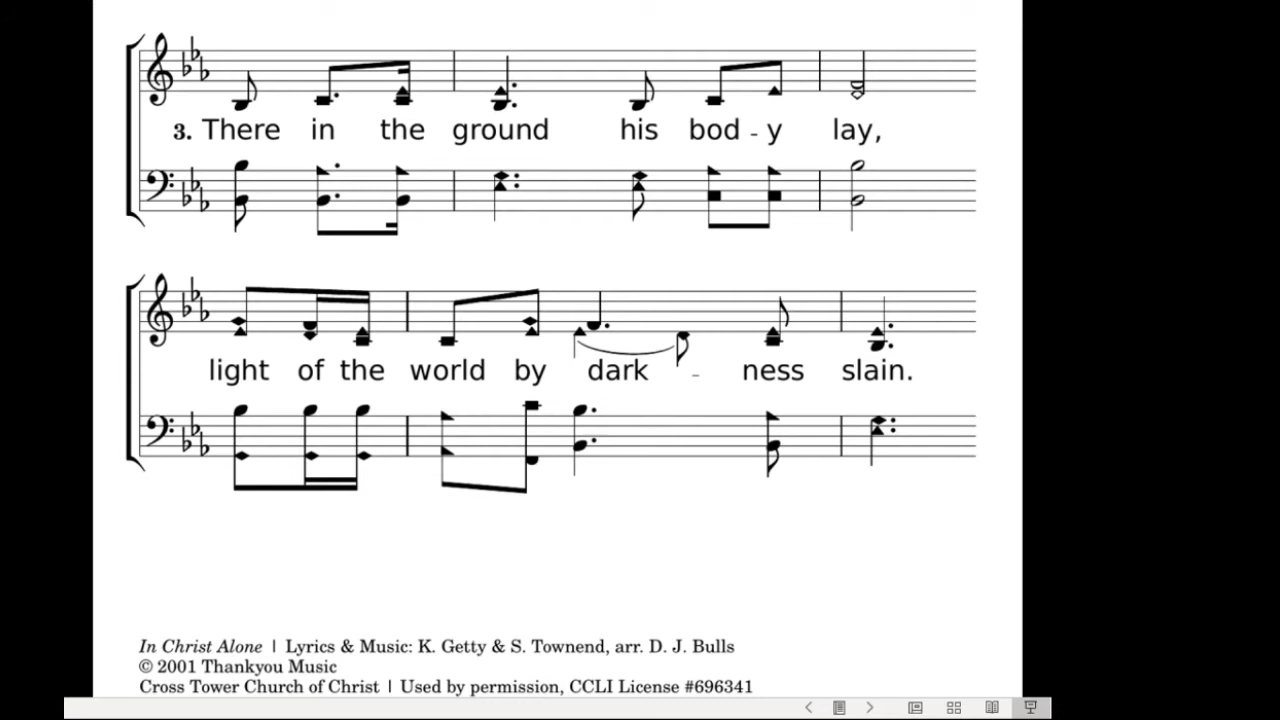 3. There in the ground his bod - y lay,
light of the world by dark - ness slain.
In Christ Alone | Lyrics & Music: K. Getty & S. Townend, arr. D. J. Bulls
© 2001 Thankyou Music
Cross Tower Church of Christ | Used by permission, CCLI License #696341